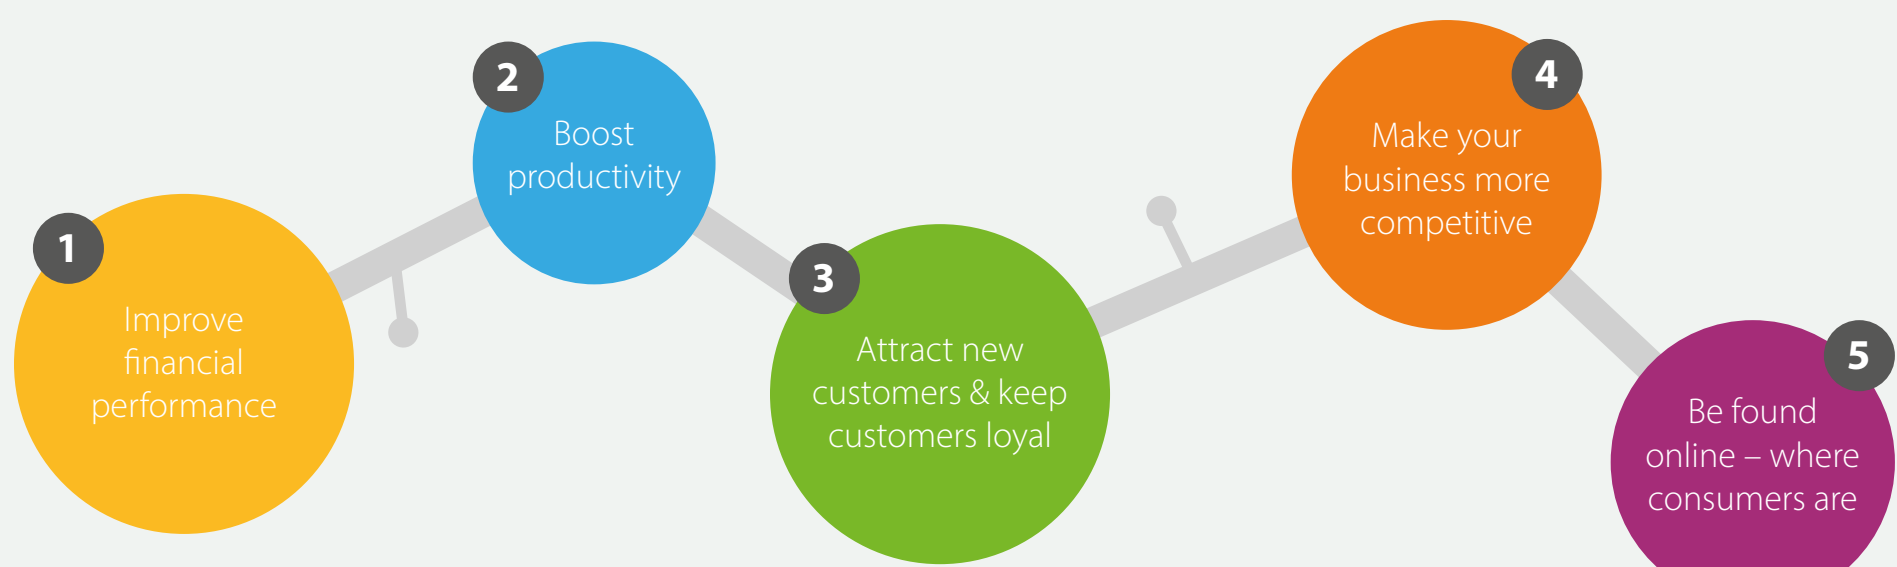 1
Improve
financial
performance
2
Boost
productivity
3
Attract new
customers & keep
customers loyal
4
Make your
business more
competitive
5
Be found
online – where
consumers are